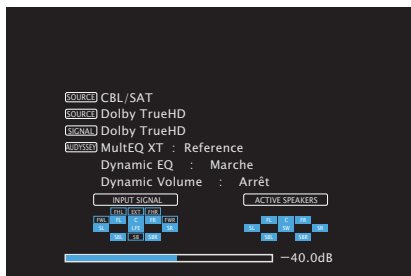 SOURCE CBL/SAT
SOURCE Dolby TrueHD
SIGNAL Dolby TrueHD
AUDYSSEY MultEQ XT : Reference
Dynamic EQ : Marche
Dynamic Volume : Arrêt
INPUT SIGNAL ACTIVE SPEAKERS
FHL EXT FHR
FWL FL C FR FWR FL C FR
SL LFE SR SL SW SR
SBL SB SBR SBL SBR
−40.0dB